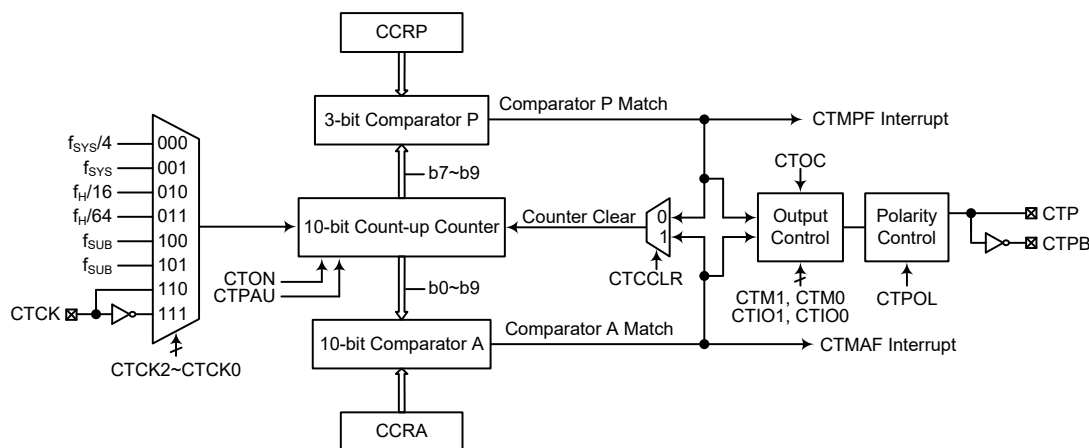 CCRP
3-bit Comparator P
Comparator P Match
CTMPF Interrupt
b7~b9
fSYS/4
000
fSYS
001
fH/16
010
fH/64
011
fSUB
100
fSUB
101
110
111
CTCK
CTCK2~CTCK0
10-bit Count-up Counter
CTON
CTPAU
Counter Clear
0
1
CTCCLR
CTOC
Output
Control
CTM1, CTM0
CTIO1, CTIO0
Polarity
Control
CTPOL
CTP
CTPB
b0~b9
10-bit Comparator A
Comparator A Match
CTMAF Interrupt
CCRA